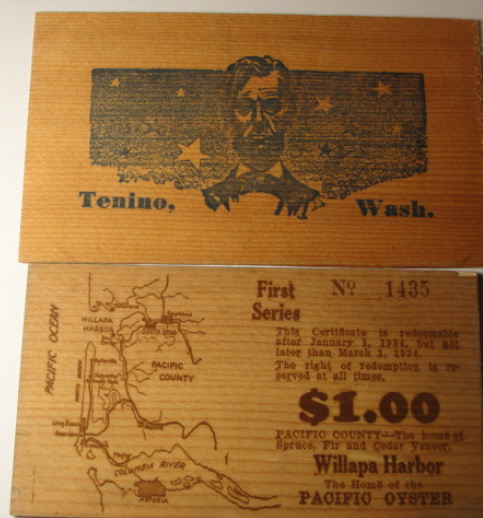 Tenino, Wash.
First Series
Nº 1435
This Certificate is redeemable
after January 1, 1934, but not
later than March 1, 1934.
The right of redemption is re-
served at all times.
$1.00
PACIFIC COUNTY—The home of
Spruce, Fir and Cedar Veneer.
Willapa Harbor
The Home of the
PACIFIC OYSTER
PACIFIC OCEAN
WILLAPA
HARBOR
SOUTH BEND
PACIFIC
COUNTY
COLUMBIA RIVER
ASTORIA